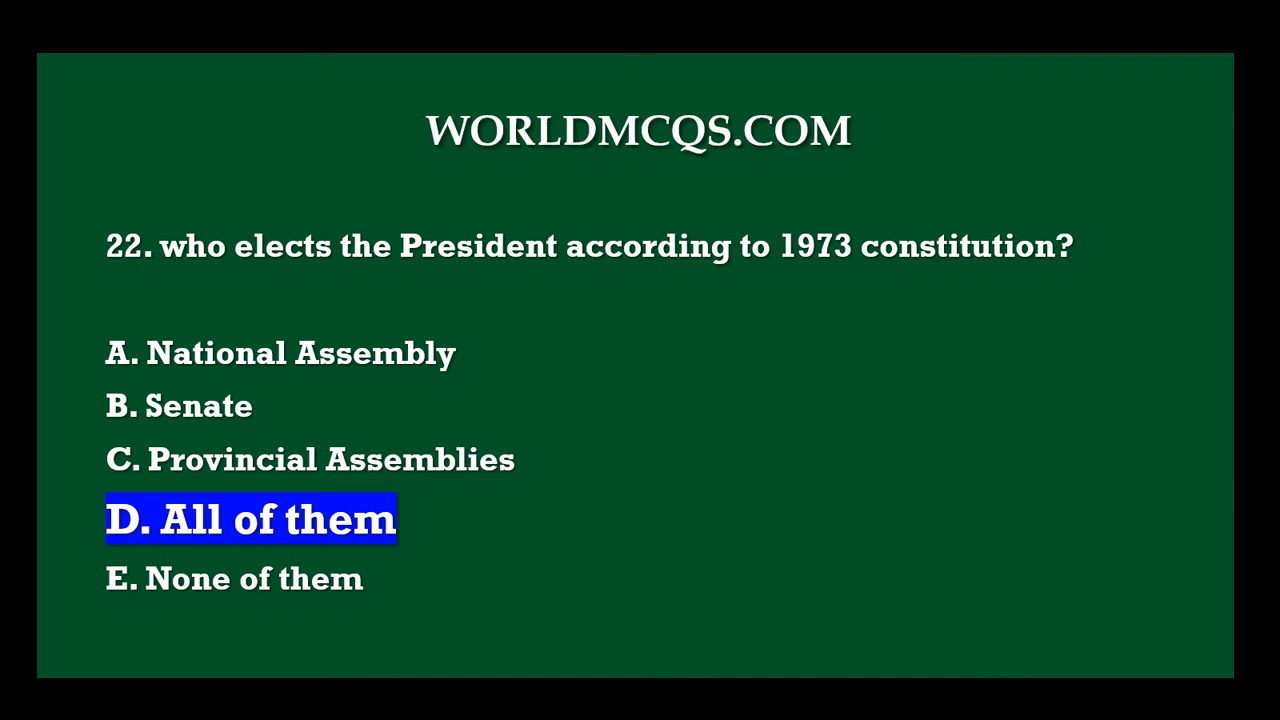 WORLDMCQS.COM
22. who elects the President according to 1973 constitution?
A. National Assembly
B. Senate
C. Provincial Assemblies
D. All of them
E. None of them